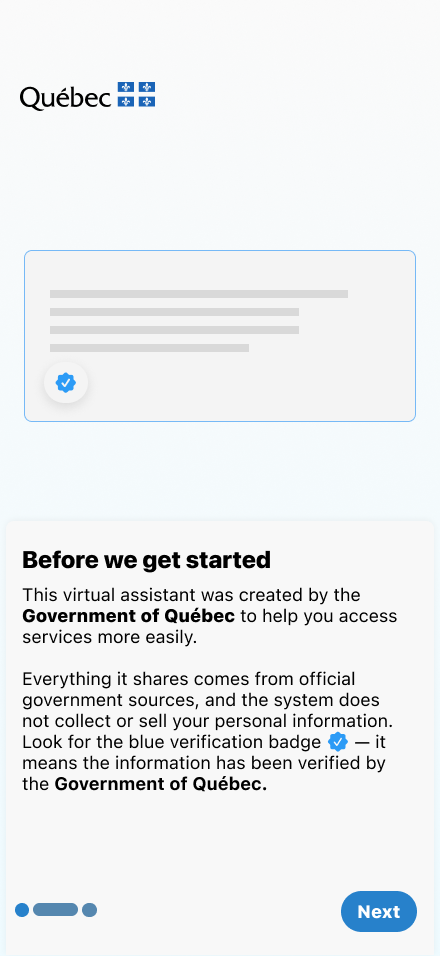 Québec
Before we get started
This virtual assistant was created by the
Government of Québec to help you access
services more easily.
Everything it shares comes from official
government sources, and the system does
not collect or sell your personal information.
Look for the blue verification badge — it
means the information has been verified by
the Government of Québec.
Next